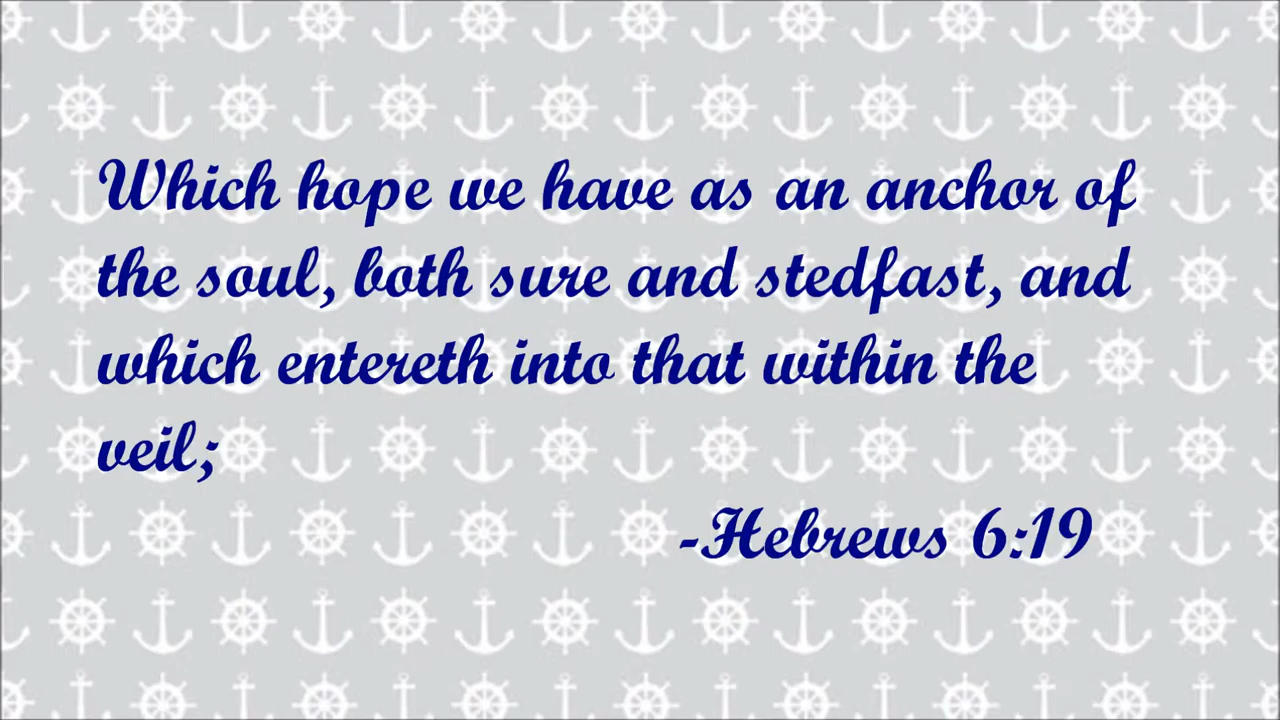 Which hope we have as an anchor of
the soul, both sure and stedfast, and
which entereth into that within the
veil;
-Hebrews 6:19